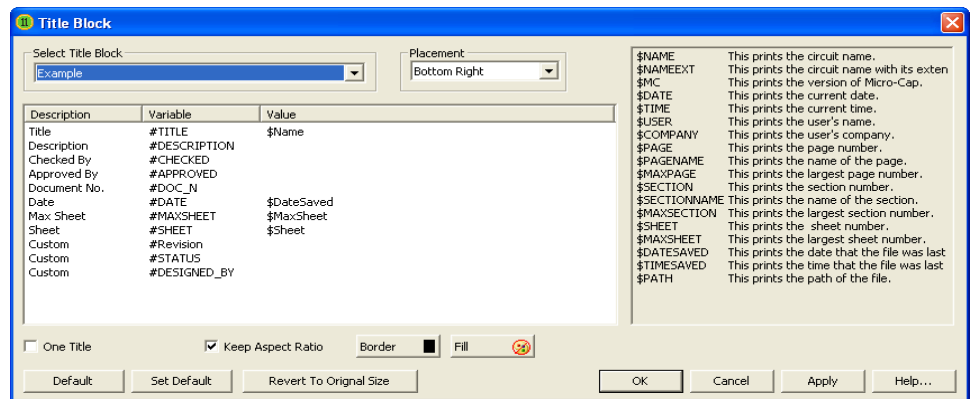 Title Block
Select Title Block
Example
Placement
Bottom Right
Description Variable Value
Title #TITLE $Name
Description #DESCRIPTION
Checked By #CHECKED
Approved By #APPROVED
Document No. #DOC_N
Date #DATE $DateSaved
Max Sheet #MAXSHEET $MaxSheet
Sheet #SHEET $Sheet
Custom #Revision
Custom #STATUS
Custom #DESIGNED_BY
$NAME This prints the circuit name.
$NAMEEXT This prints the circuit name with its exten
$MC This prints the version of Micro-Cap.
$DATE This prints the current date.
$TIME This prints the current time.
$USER This prints the user's name.
$COMPANY This prints the user's company.
$PAGE This prints the page number.
$PAGENAME This prints the name of the page.
$MAXPAGE This prints the largest page number.
$SECTION This prints the section number.
$SECTIONNAME This prints the name of the section.
$MAXSECTION This prints the largest section number.
$SHEET This prints the sheet number.
$MAXSHEET This prints the largest sheet number.
$DATESAVED This prints the date that the file was last
$TIMESAVED This prints the time that the file was last
$PATH This prints the path of the file.
One Title Keep Aspect Ratio Border Fill
Default Set Default Revert To Orignal Size OK Cancel Apply Help...